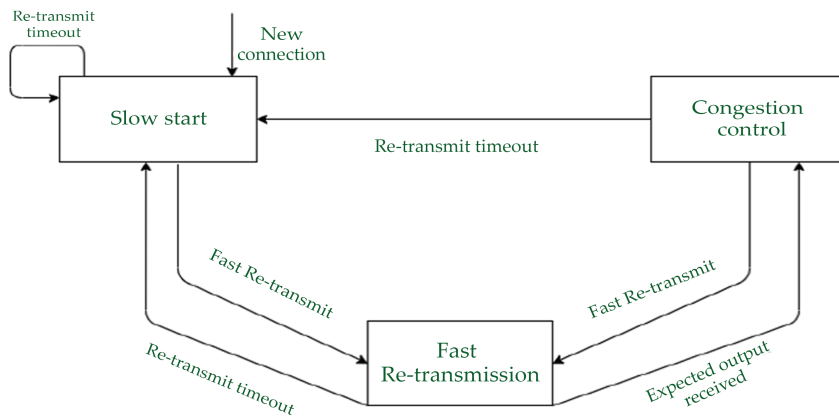 Re-transmit
timeout
New
connection
Slow start
Congestion
control
Re-transmit timeout
Fast Re-transmit
Fast Re-transmit
Fast
Re-transmission
Re-transmit timeout
Expected output
received